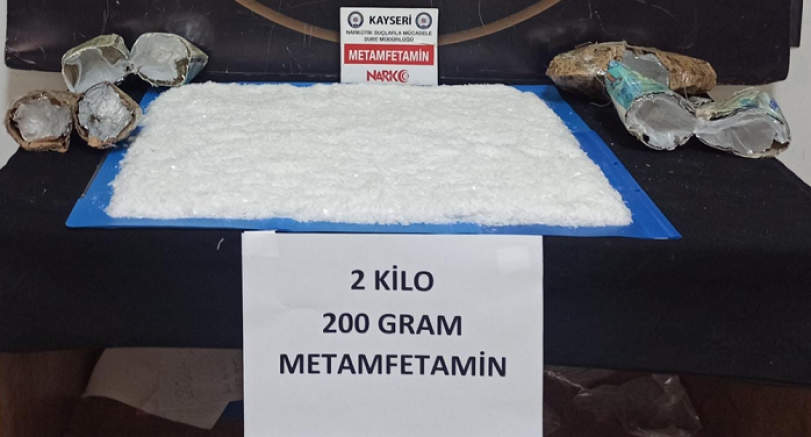 KAYSERİ
NARKOTİK SUÇLARLA MÜCADELE
ŞUBE MÜDÜRLÜĞÜ
METAMFETAMİN
NARKO
2 KİLO
200 GRAM
METAMFETAMİN